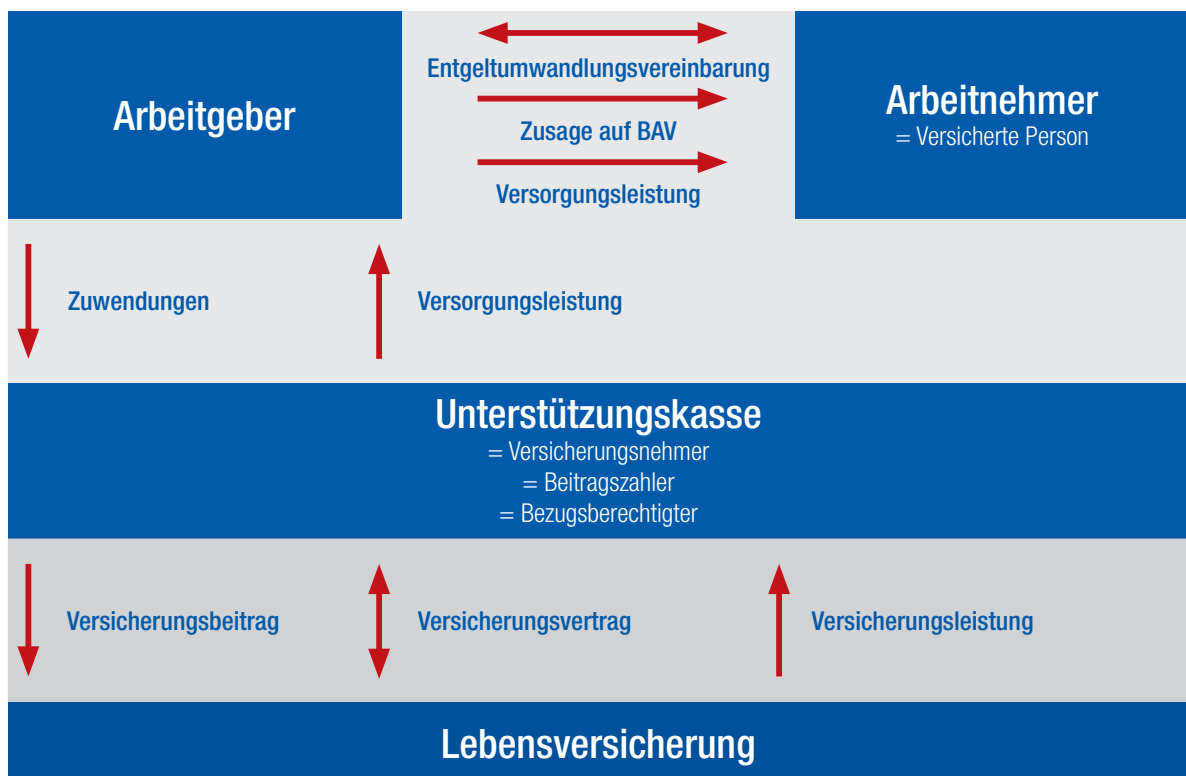 Arbeitgeber
Entgeltumwandlungsvereinbarung
Zusage auf BAV
Versorgungsleistung
Arbeitnehmer
= Versicherte Person
Zuwendungen
Versorgungsleistung
Unterstützungskasse
= Versicherungsnehmer
= Beitragszahler
= Bezugsberechtigter
Versicherungsbeitrag
Versicherungsvertrag
Versicherungsleistung
Lebensversicherung